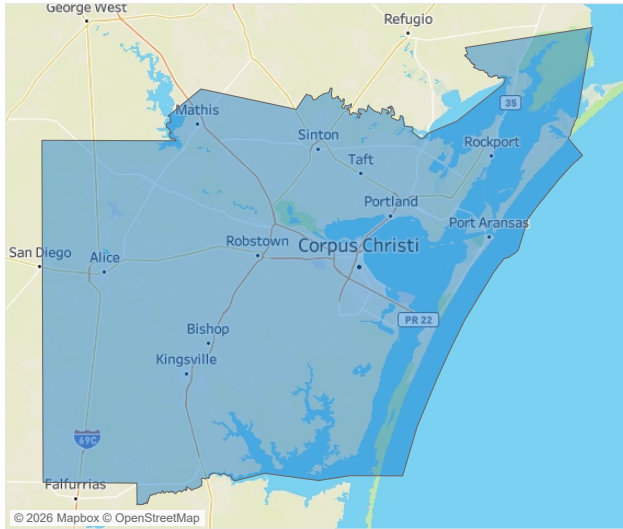 George West
Refugio
Mathis
35
Sinton
Rockport
Taft
Portland
Port Aransas
Robstown
Corpus Christi
San Diego
Alice
PR 22
Bishop
Kingsville
69C
Falfurrias
© 2026 Mapbox © OpenStreetMap